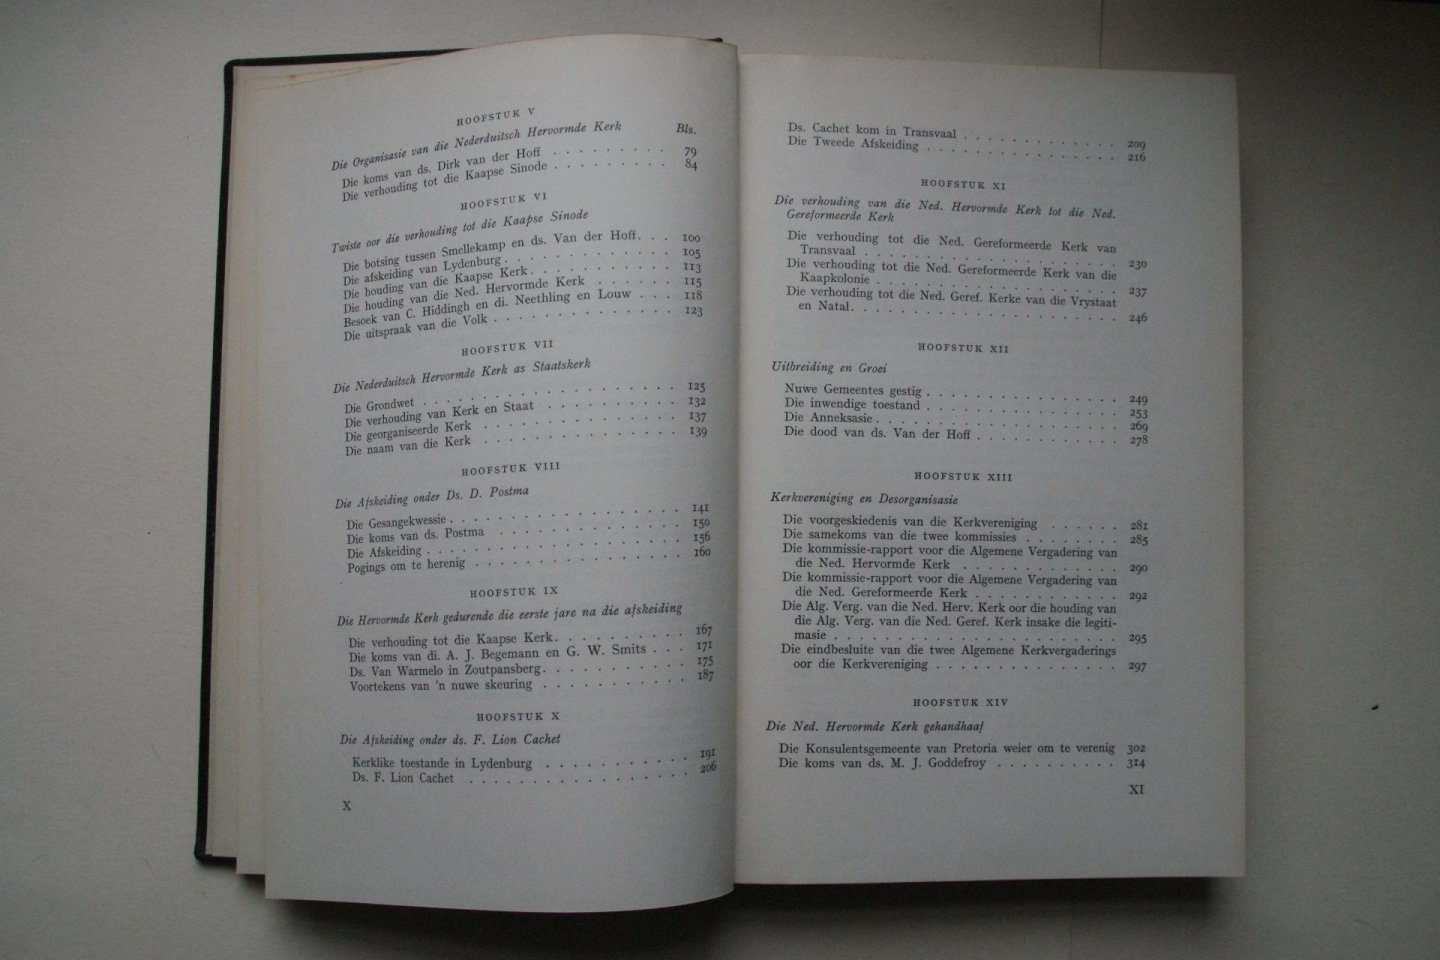 HOOFSTUK V
Bls.
Die Organisasie van die Nederduitsch Hervormde Kerk
Die koms van ds. Dirk van der Hoff . . . . . . . . . 79
Die verhouding tot die Kaapse Sinode . . . . . . . . . 84
HOOFSTUK VI
Twiste oor die verhouding tot die Kaapse Sinode
Die botsing tussen Smellekamp en ds. Van der Hoff. . . . 100
Die afskeiding van Lydenburg . . . . . . . . . . . . 105
Die houding van die Kaapse Kerk . . . . . . . . . . 113
Die houding van die Ned. Hervormde Kerk . . . . . . 115
Besoek van C. Hiddingh en di. Neethling en Louw . . . 118
Die uitspraak van die Volk . . . . . . . . . . . . . 123
HOOFSTUK VII
Die Nederduitsch Hervormde Kerk as Staatskerk
Die Grondwet . . . . . . . . . . . . . . . . . . 125
Die verhouding van Kerk en Staat . . . . . . . . . . 132
Die georganiseerde Kerk . . . . . . . . . . . . . . 137
Die naam van die Kerk . . . . . . . . . . . . . . 139
HOOFSTUK VIII
Die Afskeiding onder Ds. D. Postma
Die Gesangekwessie . . . . . . . . . . . . . . . . 141
Die koms van ds. Postma . . . . . . . . . . . . . 150
Die Afskeiding . . . . . . . . . . . . . . . . . . 156
Pogings om te herenig . . . . . . . . . . . . . . . 160
HOOFSTUK IX
Die Hervormde Kerk gedurende die eerste jare na die afskeiding
Die verhouding tot die Kaapse Kerk. . . . . . . . . . 167
Die koms van di. A. J. Begemann en G. W. Smits . . . 171
Ds. Van Warmelo in Zoutpansberg. . . . . . . . . . . 175
Voortekens van 'n nuwe skeuring . . . . . . . . . . . 187
HOOFSTUK X
Die Afskeiding onder ds. F. Lion Cachet
Kerklike toestande in Lydenburg . . . . . . . . . . . 191
Ds. F. Lion Cachet . . . . . . . . . . . . . . . . 206
X
Ds. Cachet kom in Transvaal . . . . . . . . . . . . 209
Die Tweede Afskeiding . . . . . . . . . . . . . . 216
HOOFSTUK XI
Die verhouding van die Ned. Hervormde Kerk tot die Ned.
Gereformeerde Kerk
Die verhouding tot die Ned. Gereformeerde Kerk van
Transvaal . . . . . . . . . . . . . . . . . . . 230
Die verhouding tot die Ned. Gereformeerde Kerk van die
Kaapkolonie . . . . . . . . . . . . . . . . . . 237
Die verhouding tot die Ned. Geref. Kerke van die Vrystaat
en Natal. . . . . . . . . . . . . . . . . . . . 246
HOOFSTUK XII
Uitbreiding en Groei
Nuwe Gemeentes gestig . . . . . . . . . . . . . . 249
Die inwendige toestand . . . . . . . . . . . . . . 253
Die Anneksasie . . . . . . . . . . . . . . . . . . 269
Die dood van ds. Van der Hoff . . . . . . . . . . . 278
HOOFSTUK XIII
Kerkvereniging en Desorganisasie
Die voorgeskiedenis van die Kerkvereniging . . . . . . 281
Die samekoms van die twee kommissies . . . . . . . 285
Die kommissie-rapport voor die Algemene Vergadering van
die Ned. Hervormde Kerk . . . . . . . . . . . . 290
Die kommissie-rapport voor die Algemene Vergadering van
die Ned. Gereformeerde Kerk . . . . . . . . . . . 292
Die Alg. Verg. van die Ned. Herv. Kerk oor die houding van
die Alg. Verg. van die Ned. Geref. Kerk insake die legiti-
masie . . . . . . . . . . . . . . . . . . . . . 295
Die eindbesluite van die twee Algemene Kerkvergaderings
oor die Kerkvereniging . . . . . . . . . . . . . . 297
HOOFSTUK XIV
Die Ned. Hervormde Kerk gehandhaaf
Die Konsulentsgemeente van Pretoria weier om te verenig 302
Die koms van ds. M. J. Goddefroy . . . . . . . . . . 314
XI